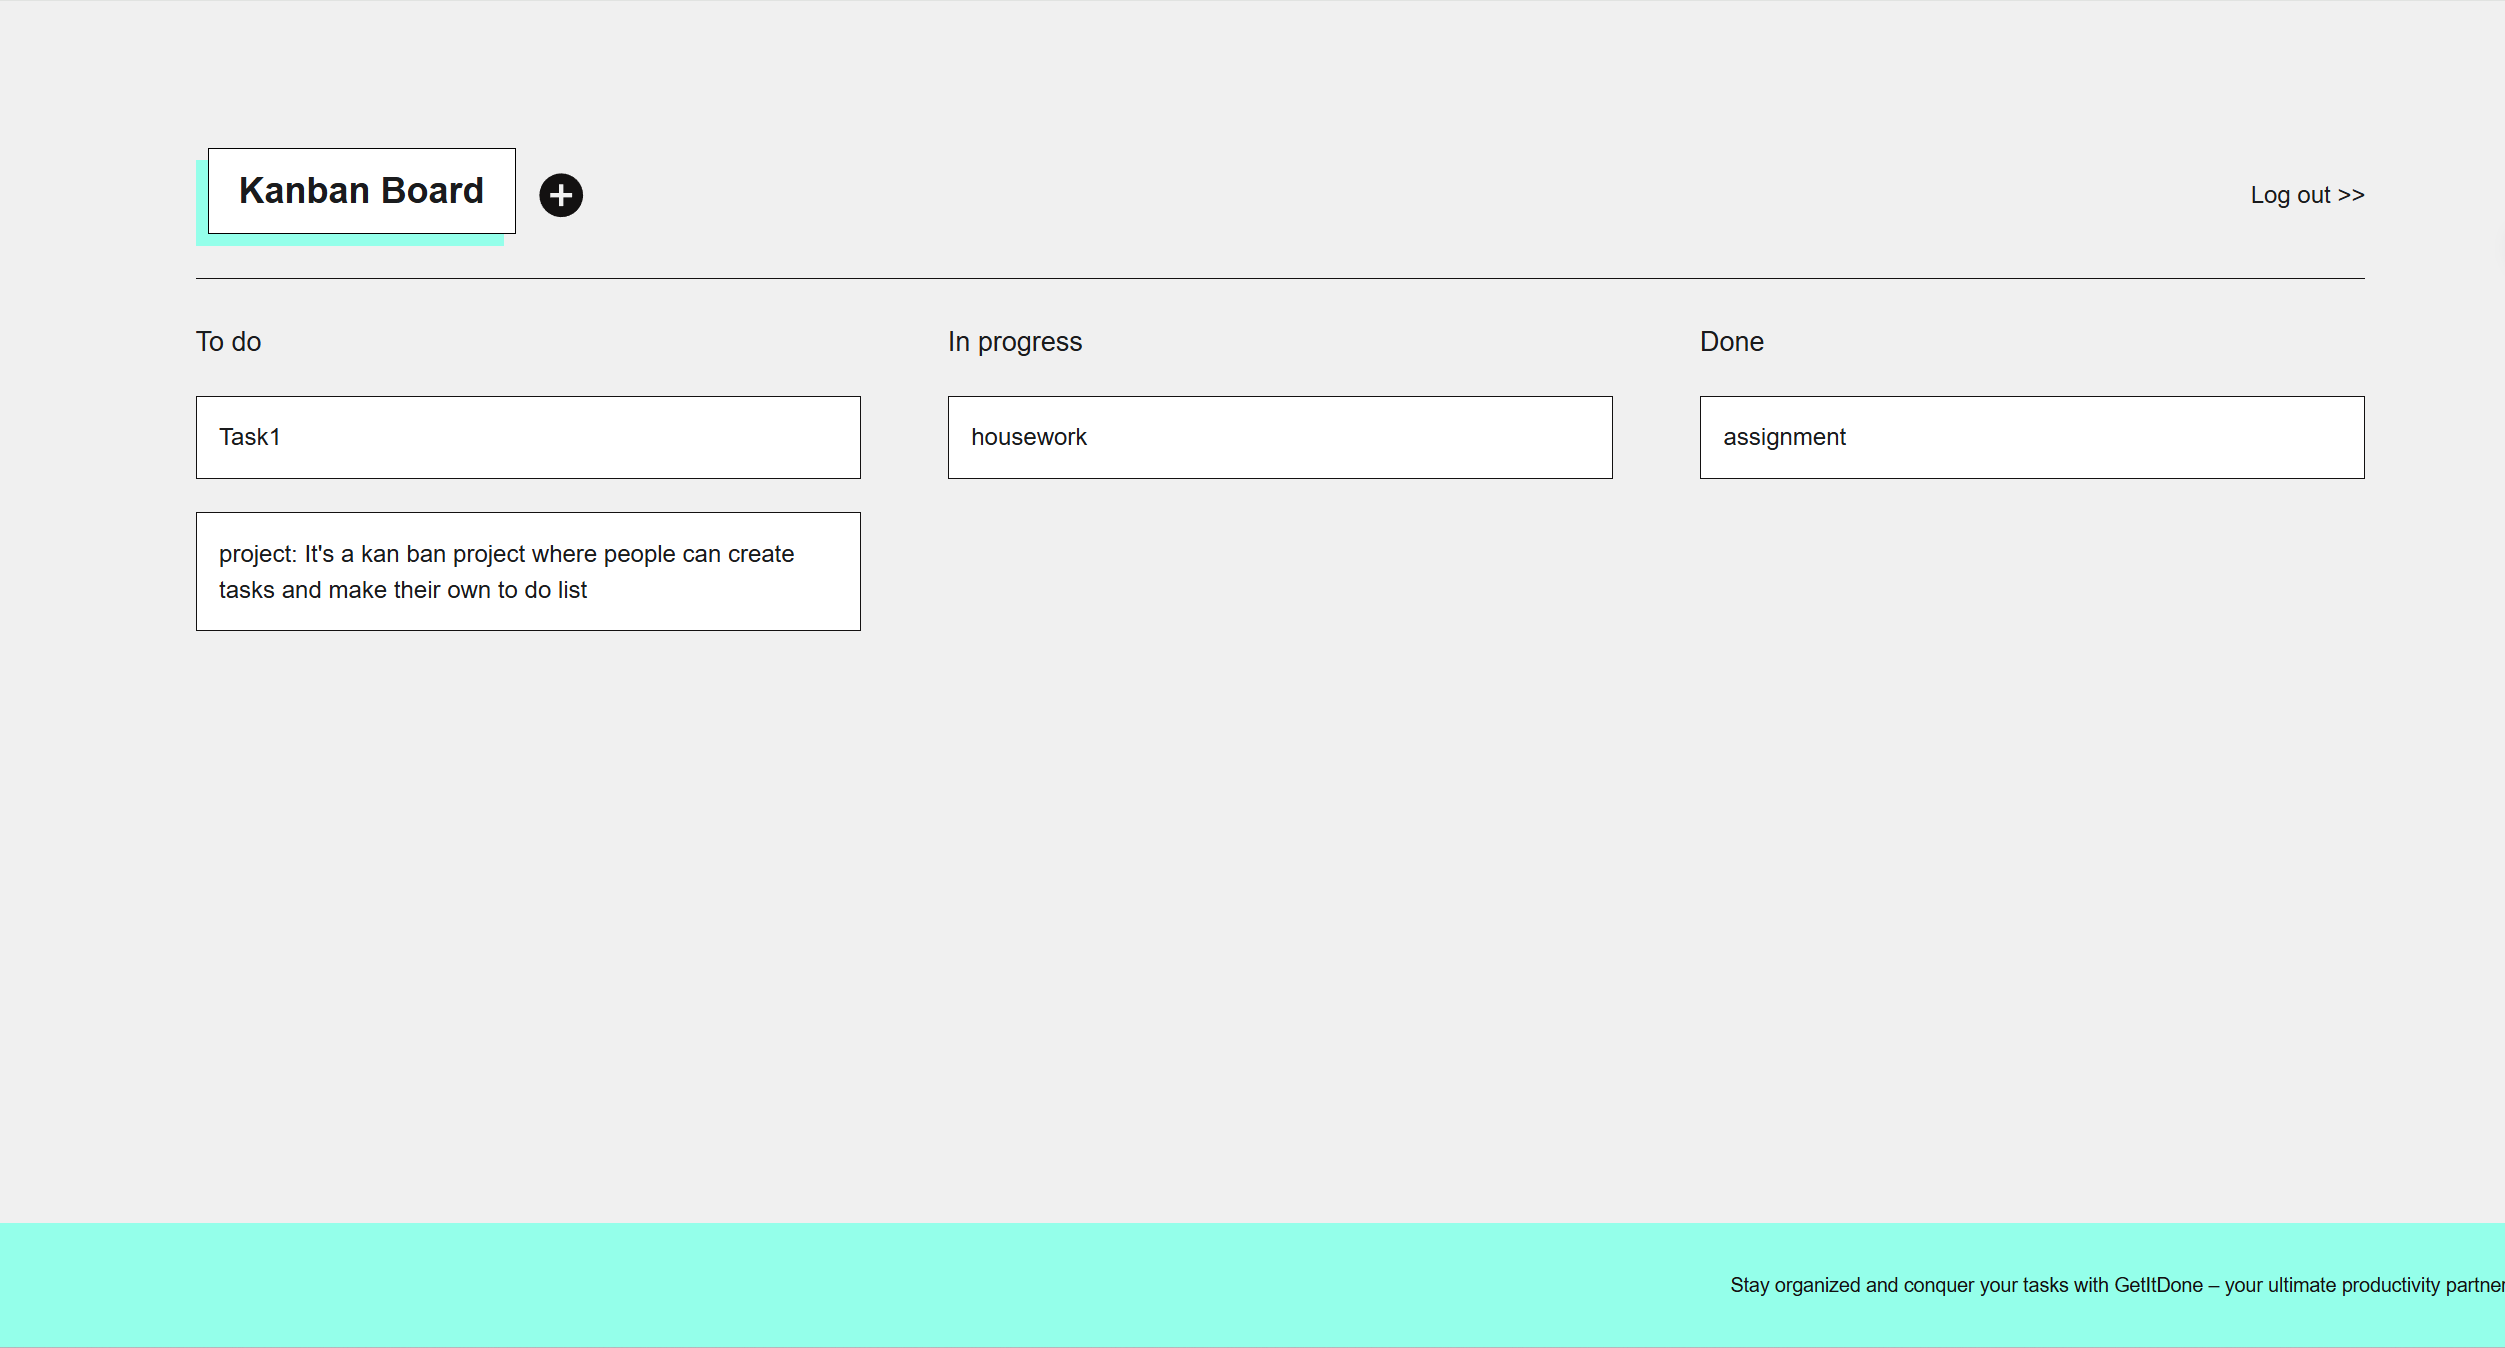 Kanban Board
Log out >>
To do
In progress
Done
Task1
housework
assignment
project: It's a kan ban project where people can create
tasks and make their own to do list
Stay organized and conquer your tasks with GetItDone – your ultimate productivity partner